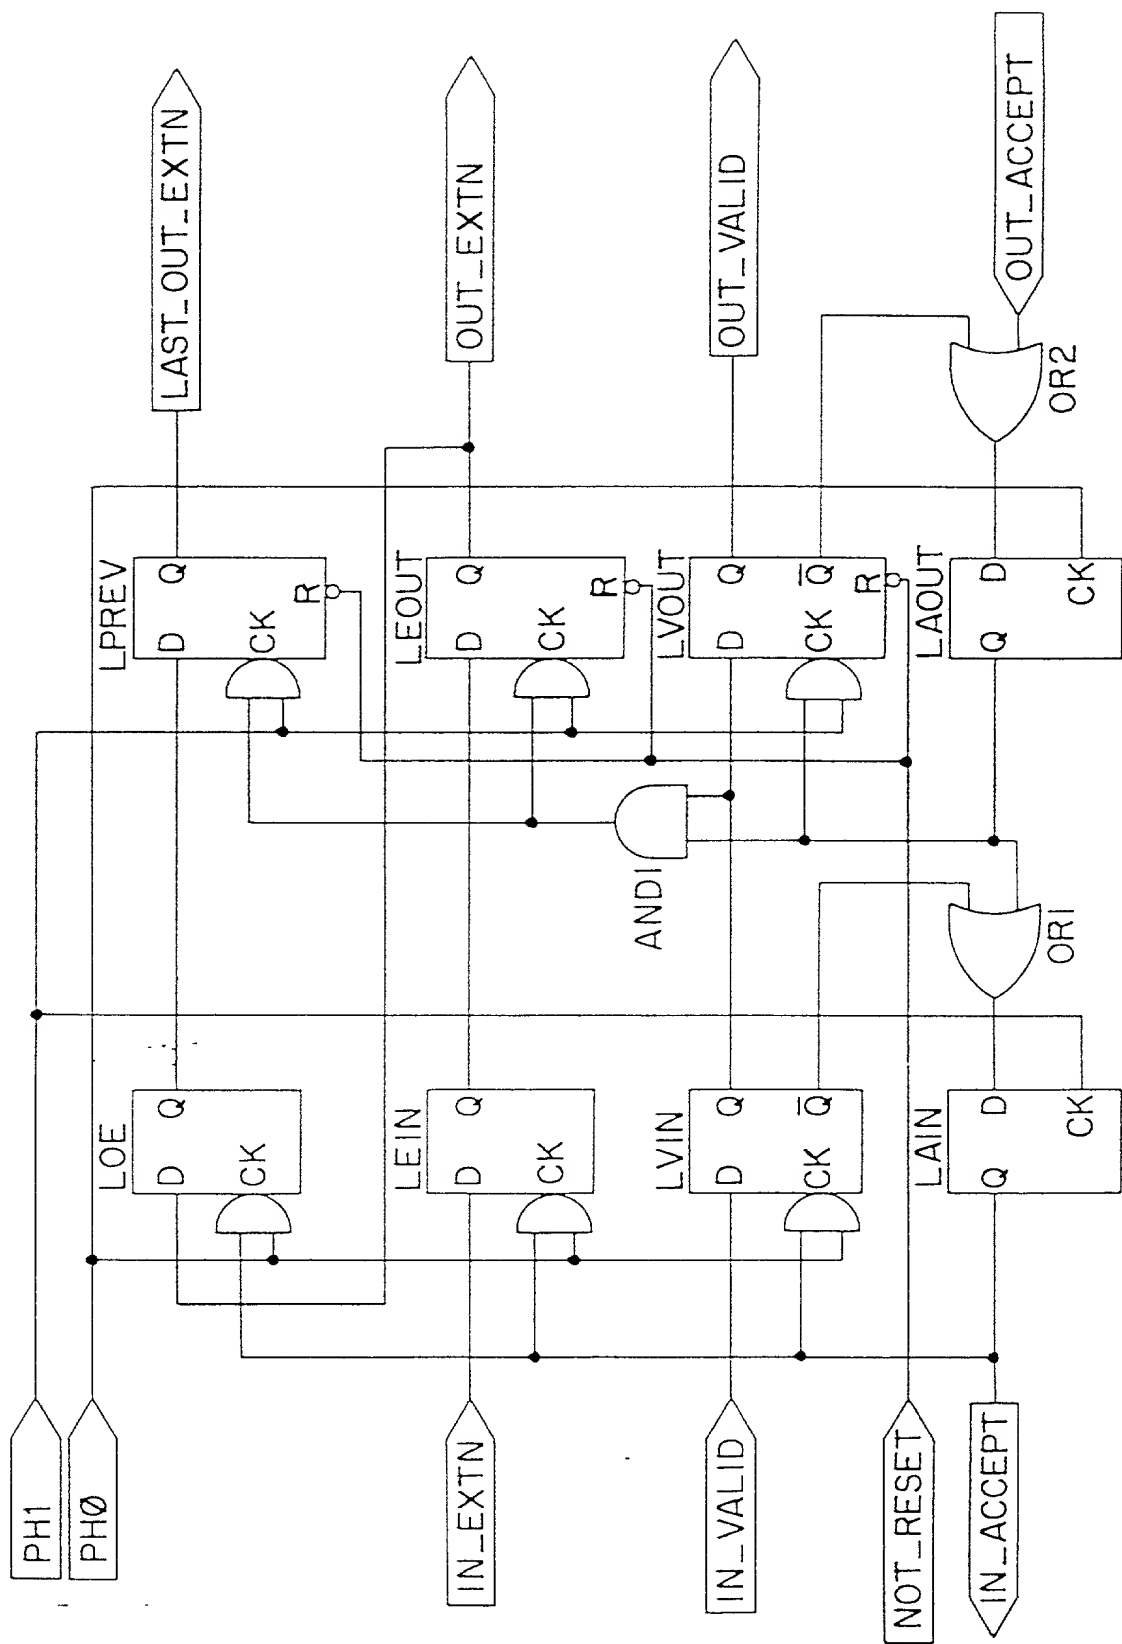 PH1
PHØ
LOE
LPREV
D Q
D Q
LAST_OUT_EXTN
CK
CK
R
LEIN
LEOUT
IN_EXTN
D Q
D Q
OUT_EXTN
CK
CK
R
AND1
LVIN
LVOUT
IN_VALID
D Q
D Q
OUT_VALID
CK Q̅
CK Q̅
R
NOT_RESET
LAIN
LAOUT
IN_ACCEPT
Q D
Q D
OUT_ACCEPT
OR1
OR2
CK
CK